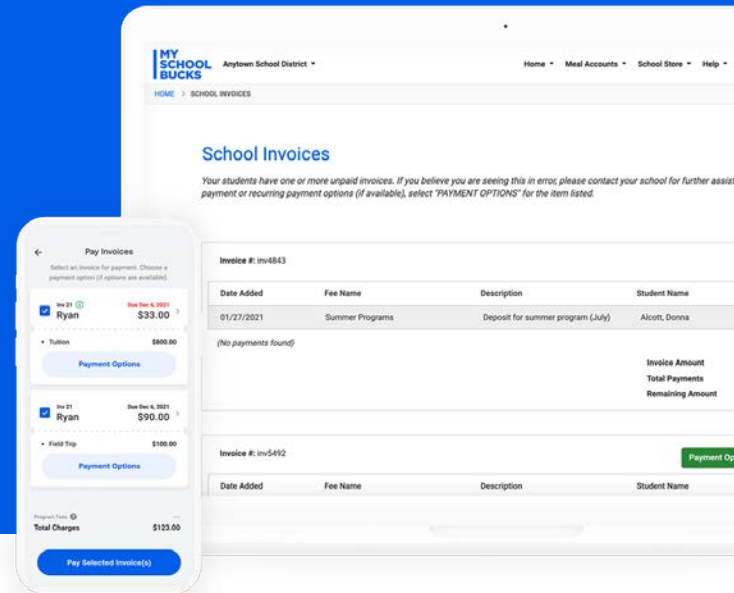 MY
SCHOOL
BUCKS
Anytown School District
Home Meal Accounts School Store Help
HOME > SCHOOL INVOICES
School Invoices
Your students have one or more unpaid invoices. If you believe you are seeing this in error, please contact your school for further assist
payment or recurring payment options (if available), select "PAYMENT OPTIONS" for the item listed.
Invoice #: inv4843
Date Added Fee Name Description Student Name
01/27/2021 Summer Programs Deposit for summer program (July) Alcott, Donna
(No payments found)
Invoice Amount
Total Payments
Remaining Amount
Invoice #: inv5492
Payment Op
Date Added Fee Name Description Student Name
Pay Invoices
Select an invoice for payment. Choose a
payment option (if options are available).
Inv 21 Due Dec 6, 2021
Ryan $33.00
• Tuition $800.00
Payment Options
Inv 21 Due Dec 6, 2021
Ryan $90.00
• Field Trip $100.00
Payment Options
Program Fees
Total Charges $123.00
Pay Selected Invoice(s)